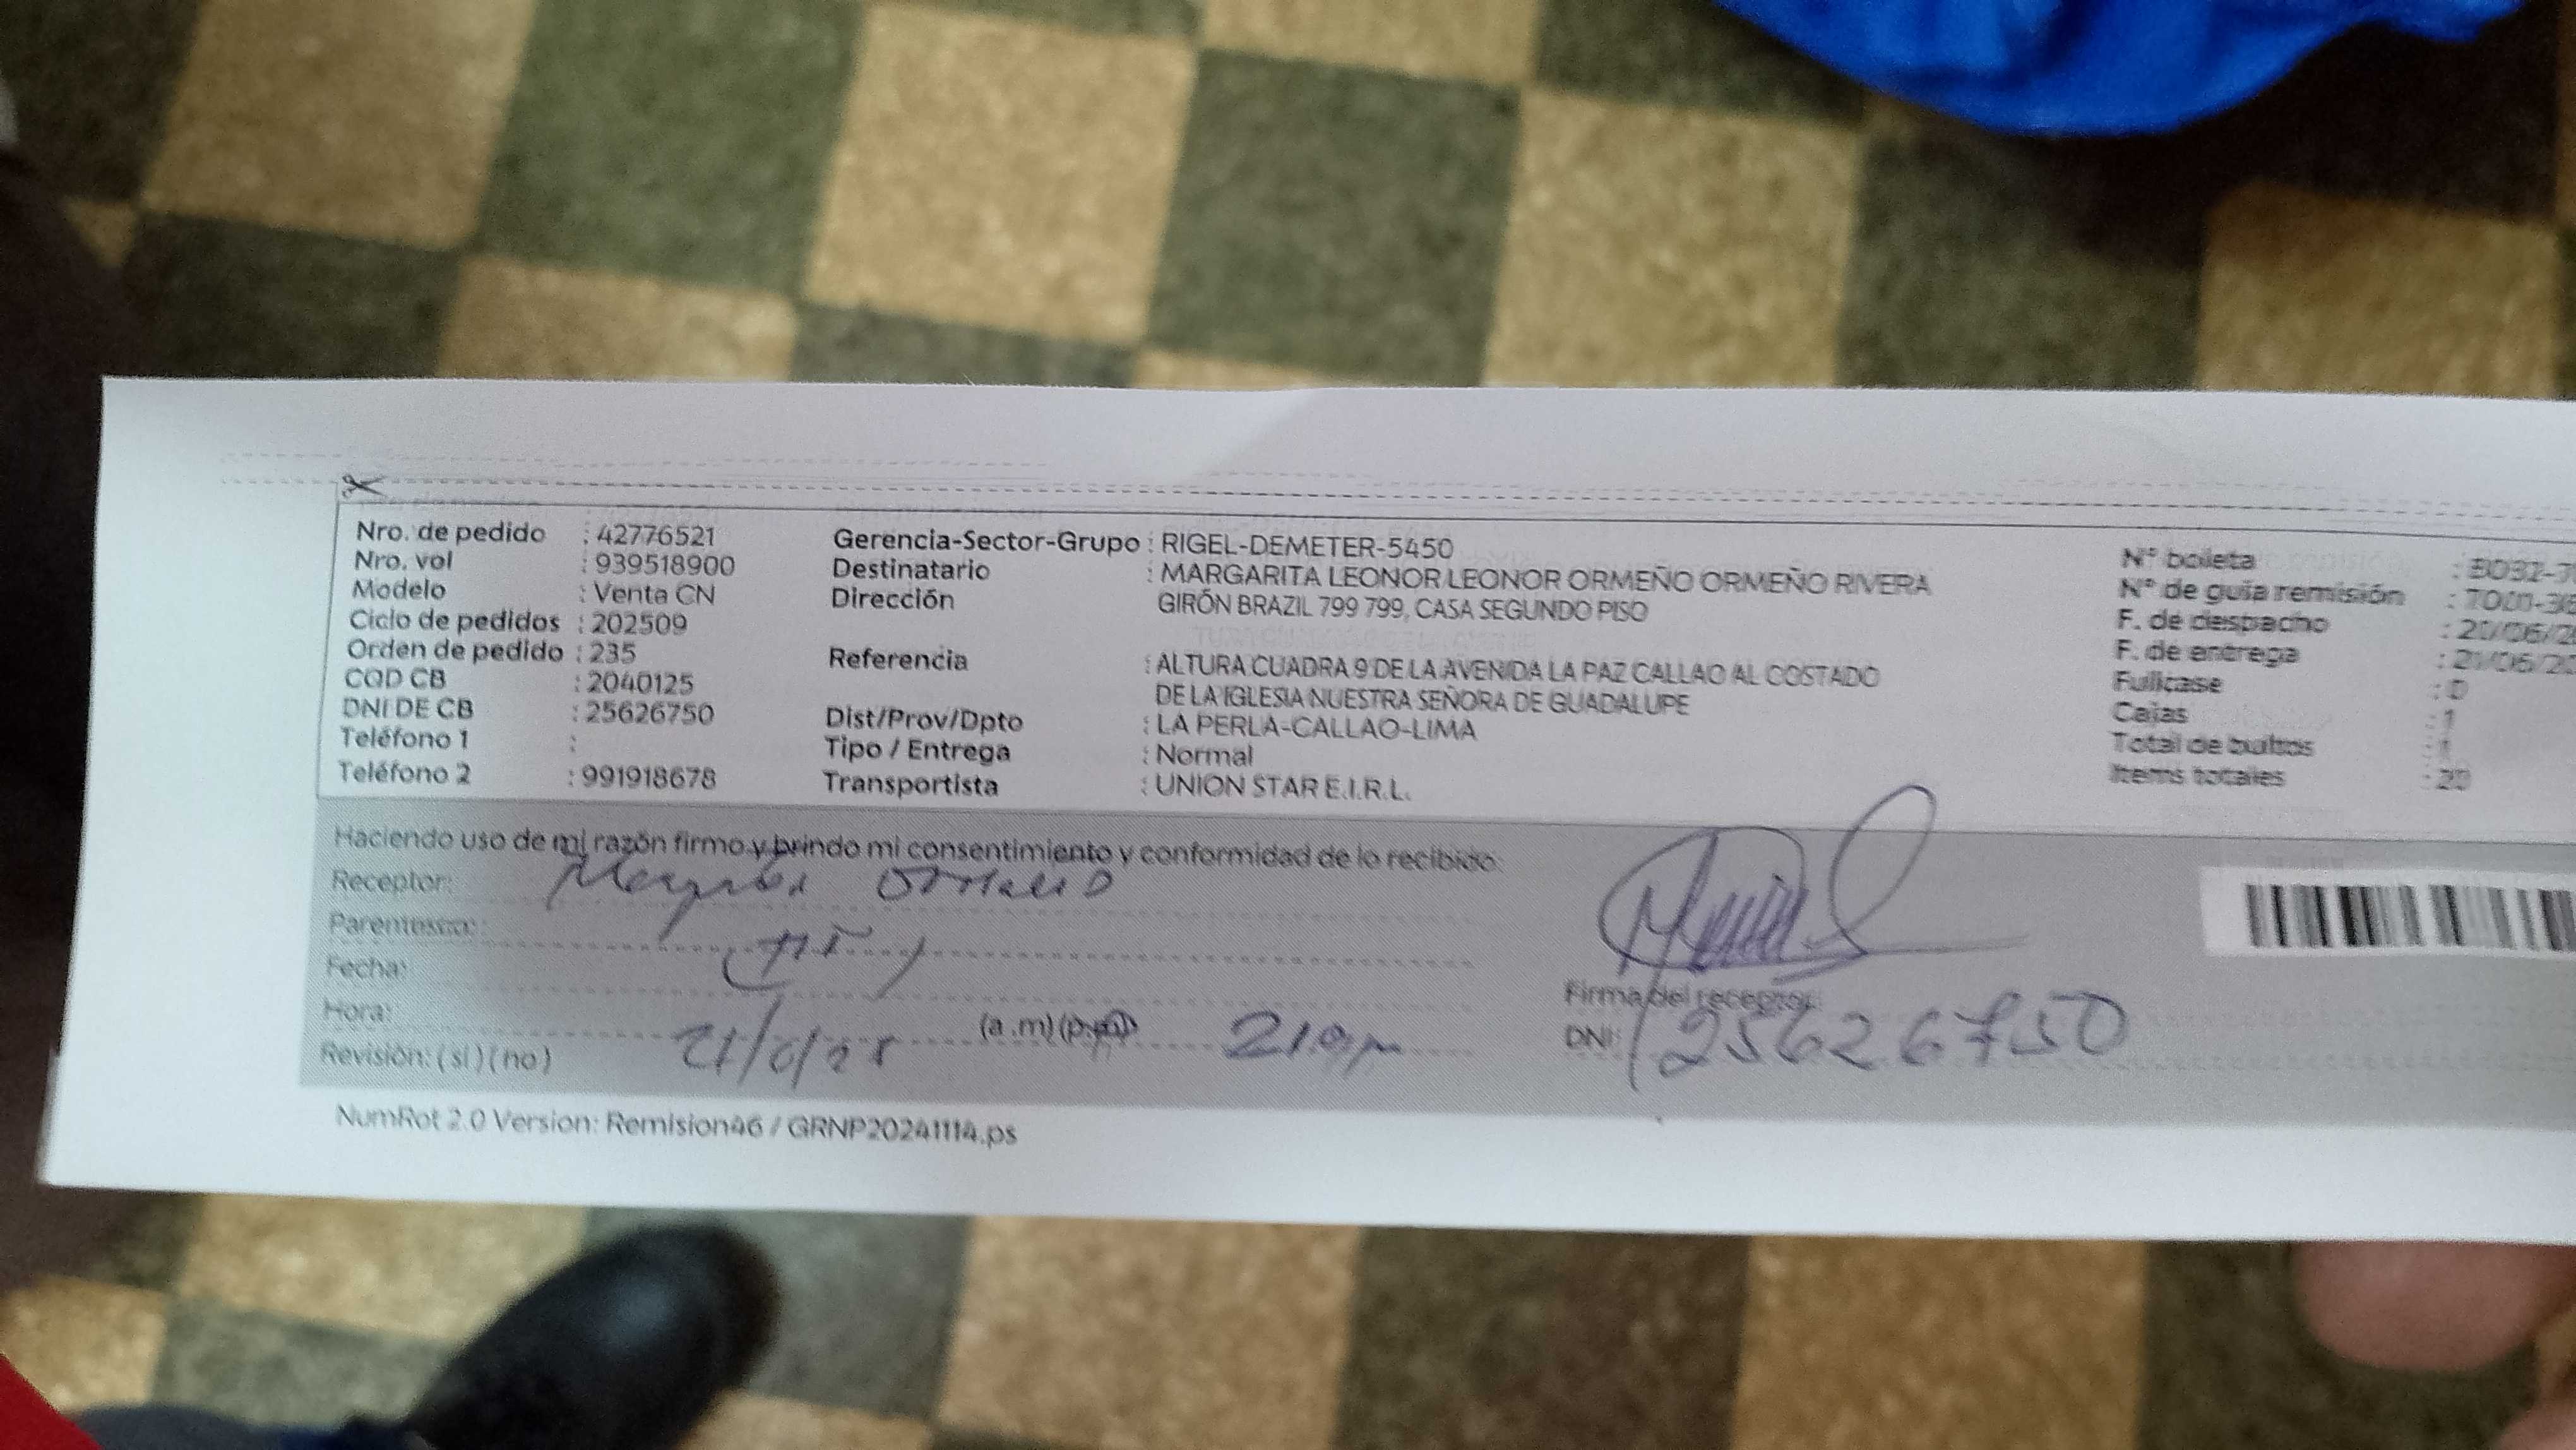 Nro. de pedido : 42776521
Nro. vol : 939518900
Modelo : Venta CN
Ciclo de pedidos : 202509
Orden de pedido : 235
COD CB : 2040125
DNI DE CB : 25626750
Teléfono 1 :
Teléfono 2 : 991918678
Gerencia-Sector-Grupo : RIGEL-DEMETER-5450
Destinatario : MARGARITA LEONOR LEONOR ORMEÑO ORMEÑO RIVERA
Dirección GIRÓN BRAZIL 799 799, CASA SEGUNDO PISO
Referencia : ALTURA CUADRA 9 DE LA AVENIDA LA PAZ CALLAO AL COSTADO
DE LA IGLESIA NUESTRA SEÑORA DE GUADALUPE
Dist/Prov/Dpto : LA PERLA-CALLAO-LIMA
Tipo / Entrega : Normal
Transportista : UNION STAR E.I.R.L.
N° boleta : B032-7
N° de guía remisión
F. de despacho : 20/06/2
F. de entrega : 21/06/20
Fullcase : 0
Cajas : 1
Total de bultos : 1
Items totales : 20
Haciendo uso de mi razón firmo y brindo mi consentimiento y conformidad de lo recibido:
Receptor:
Parentesco:
Fecha:
Hora: (a.m) (p.m)
Revisión: (si) (no)
Firma del receptor:
DNI: 25626750
NumRot 2.0 Version: Remision46 / GRNP20241114.ps